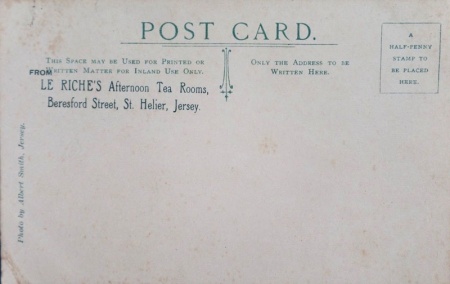 POST CARD.
THIS SPACE MAY BE USED FOR PRINTED OR
WRITTEN MATTER FOR INLAND USE ONLY.
FROM
LE RICHE'S Afternoon Tea Rooms,
Beresford Street, St. Helier, Jersey.
ONLY THE ADDRESS TO BE
WRITTEN HERE.
A
HALF-PENNY
STAMP TO
BE PLACED
HERE.
Photo by Albert Smith, Jersey.